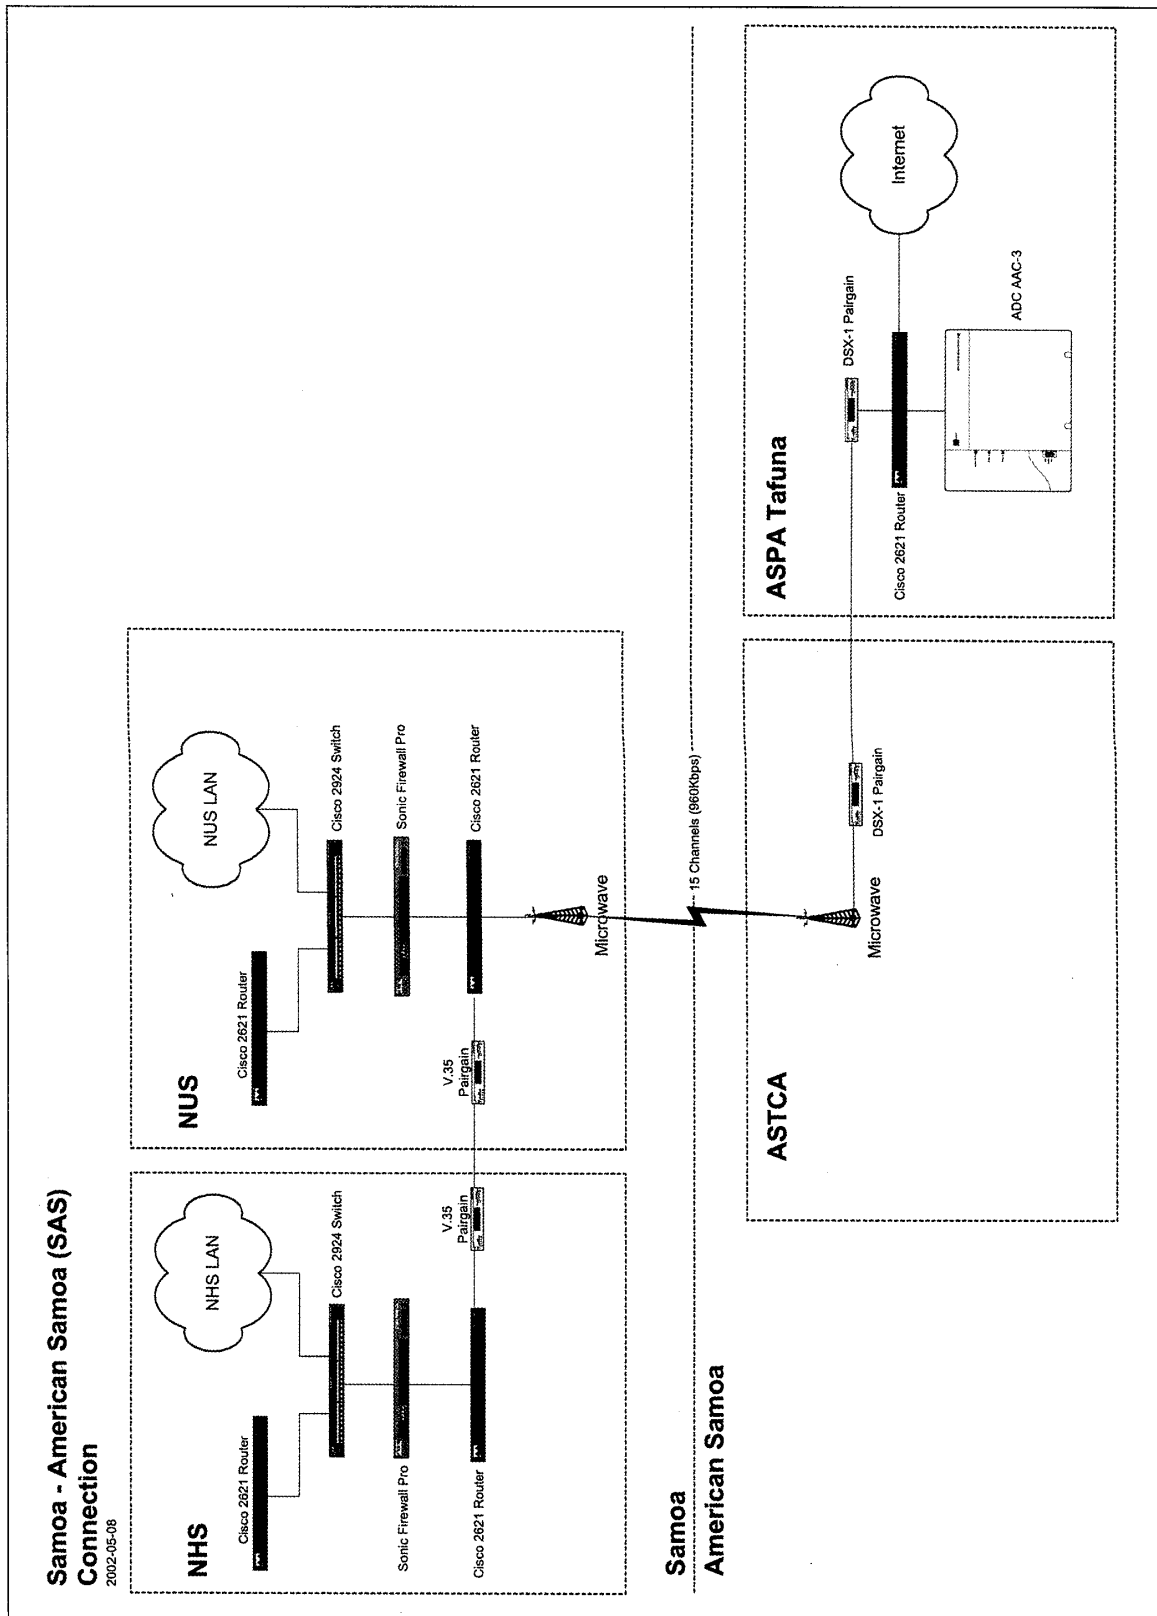 Samoa - American Samoa (SAS)
Connection
2002-05-08
NHS
Cisco 2621 Router
NHS LAN
Cisco 2924 Switch
Sonic Firewall Pro
Cisco 2621 Router
V.35
Pairgain
NUS
Cisco 2621 Router
NUS LAN
Cisco 2924 Switch
Sonic Firewall Pro
Cisco 2621 Router
V.35
Pairgain
Microwave
Samoa
15 Channels (960Kbps)
American Samoa
ASTCA
Microwave
DSX-1 Pairgain
ASPA Tafuna
DSX-1 Pairgain
Cisco 2621 Router
Internet
ADC AAC-3